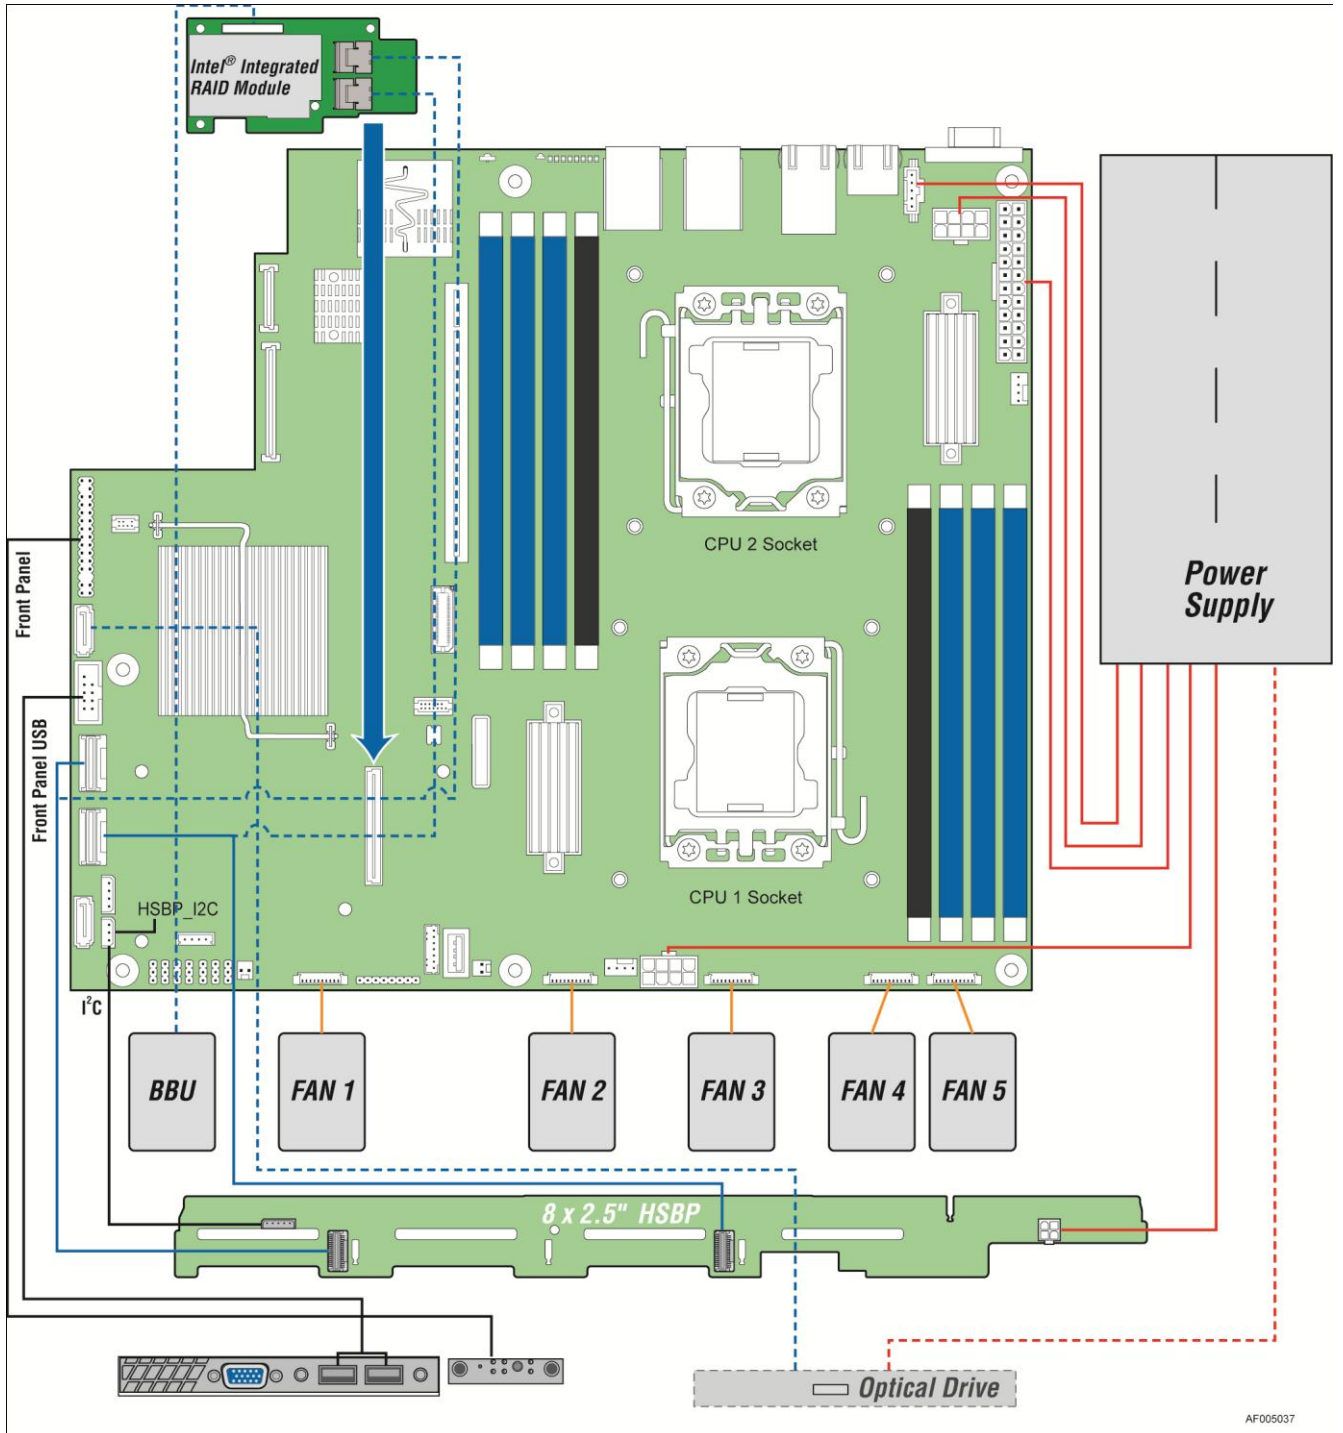 Intel® Integrated
RAID Module
CPU 2 Socket
Power
Supply
Front Panel
Front Panel USB
CPU 1 Socket
HSBP_I2C
I²C
BBU
FAN 1
FAN 2
FAN 3
FAN 4
FAN 5
8 x 2.5" HSBP
Optical Drive
AF005037